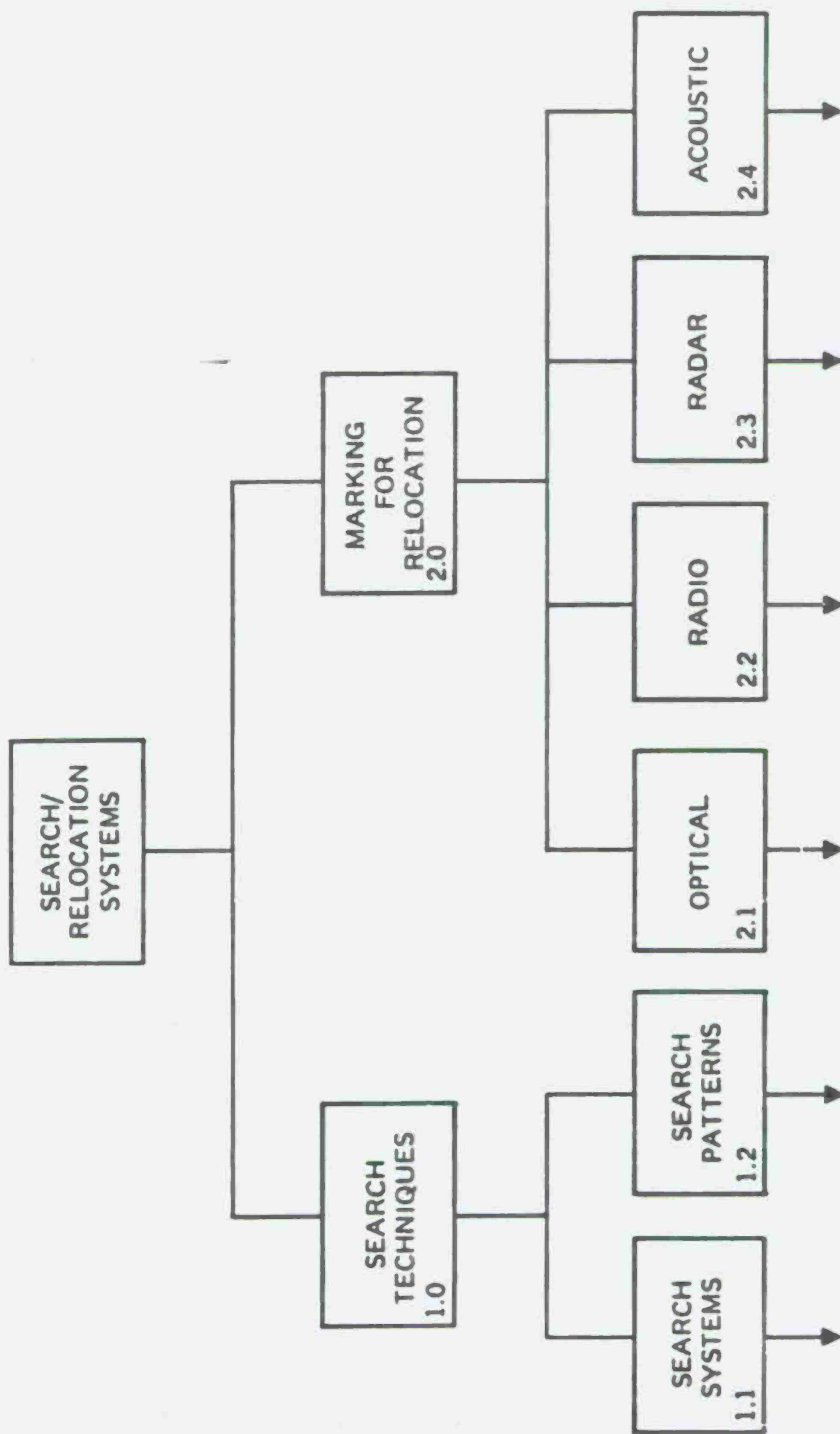 SEARCH/
RELOCATION
SYSTEMS
SEARCH
TECHNIQUES
1.0
MARKING
FOR
RELOCATION
2.0
SEARCH
SYSTEMS
1.1
SEARCH
PATTERNS
1.2
OPTICAL
2.1
RADIO
2.2
RADAR
2.3
ACOUSTIC
2.4